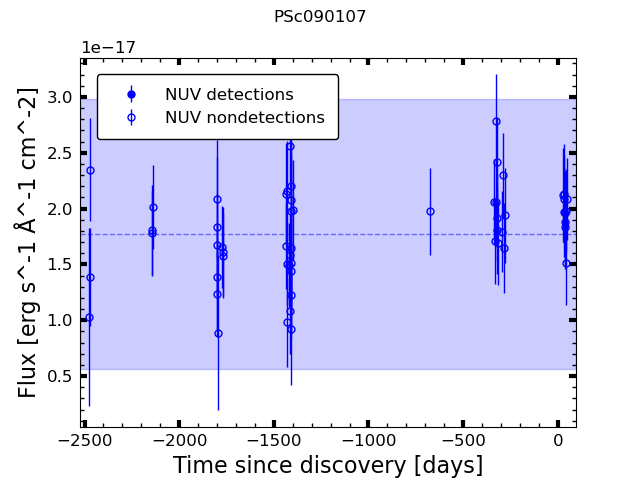 PSc090107
1e−17
NUV detections
NUV nondetections
3.0
2.5
2.0
1.5
1.0
0.5
Flux [erg s^-1 Å^-1 cm^-2]
−2500 −2000 −1500 −1000 −500 0
Time since discovery [days]